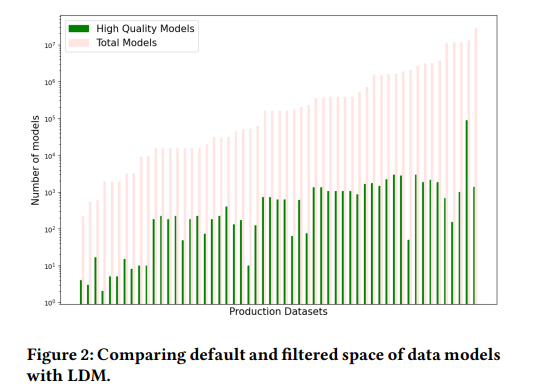 High Quality Models
Total Models
10⁷
10⁶
10⁵
10⁴
10³
10²
10¹
10⁰
Number of models
Production Datasets
Figure 2: Comparing default and filtered space of data models
with LDM.